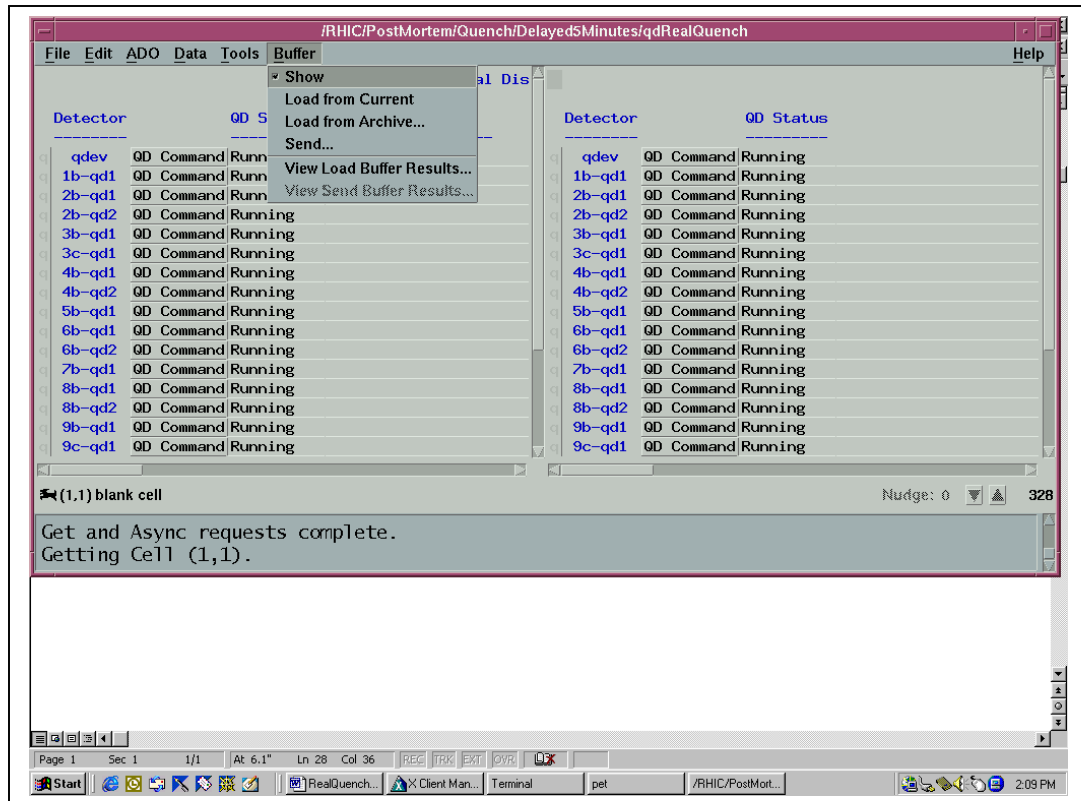 /RHIC/PostMortem/Quench/Delayed5Minutes/qdRealQuench
File Edit ADO Data Tools Buffer Help
Show
al Dis
Load from Current
Load from Archive...
Send...
View Load Buffer Results...
View Send Buffer Results...
Detector QD S
-------- ----
q qdev QD Command Runn
q 1b-qd1 QD Command Runn
q 2b-qd1 QD Command Runn
q 2b-qd2 QD Command Running
q 3b-qd1 QD Command Running
q 3c-qd1 QD Command Running
q 4b-qd1 QD Command Running
q 4b-qd2 QD Command Running
q 5b-qd1 QD Command Running
q 6b-qd1 QD Command Running
q 6b-qd2 QD Command Running
q 7b-qd1 QD Command Running
q 8b-qd1 QD Command Running
q 8b-qd2 QD Command Running
q 9b-qd1 QD Command Running
q 9c-qd1 QD Command Running
Detector QD Status
-------- ---------
q qdev QD Command Running
q 1b-qd1 QD Command Running
q 2b-qd1 QD Command Running
q 2b-qd2 QD Command Running
q 3b-qd1 QD Command Running
q 3c-qd1 QD Command Running
q 4b-qd1 QD Command Running
q 4b-qd2 QD Command Running
q 5b-qd1 QD Command Running
q 6b-qd1 QD Command Running
q 6b-qd2 QD Command Running
q 7b-qd1 QD Command Running
q 8b-qd1 QD Command Running
q 8b-qd2 QD Command Running
q 9b-qd1 QD Command Running
q 9c-qd1 QD Command Running
(1,1) blank cell Nudge: 0 328
Get and Async requests complete.
Getting Cell (1,1).
Page 1 Sec 1 1/1 At 6.1" Ln 28 Col 36 REC TRK EXT OVR
Start RealQuench... X Client Man... Terminal pet /RHIC/PostMort... 2:09 PM